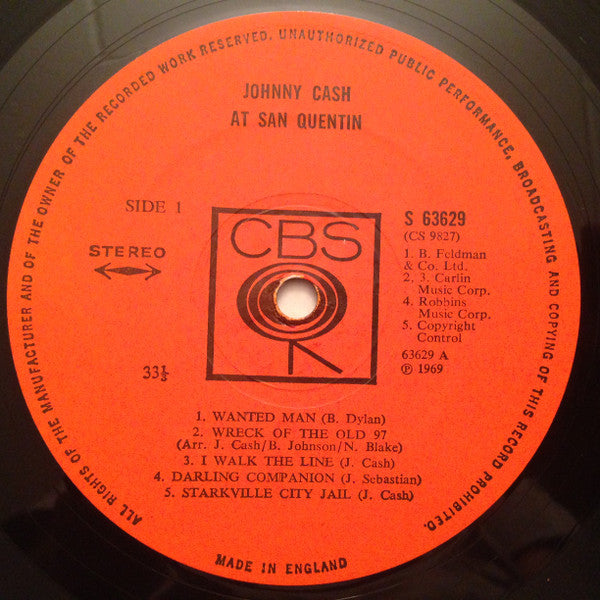 ALL RIGHTS OF THE MANUFACTURER AND OF THE OWNER OF THE RECORDED WORK RESERVED. UNAUTHORIZED PUBLIC PERFORMANCE, BROADCASTING AND COPYING OF THIS RECORD PROHIBITED.
JOHNNY CASH
AT SAN QUENTIN
SIDE 1
STEREO
33⅓
CBS
S 63629
(CS 9827)
1. B. Feldman
& Co. Ltd.
2, 3. Carlin
Music Corp.
4. Robbins
Music Corp.
5. Copyright
Control
63629 A
℗ 1969
1. WANTED MAN (B. Dylan)
2. WRECK OF THE OLD 97
(Arr. J. Cash/B. Johnson/N. Blake)
3. I WALK THE LINE (J. Cash)
4. DARLING COMPANION (J. Sebastian)
5. STARKVILLE CITY JAIL (J. Cash)
MADE IN ENGLAND